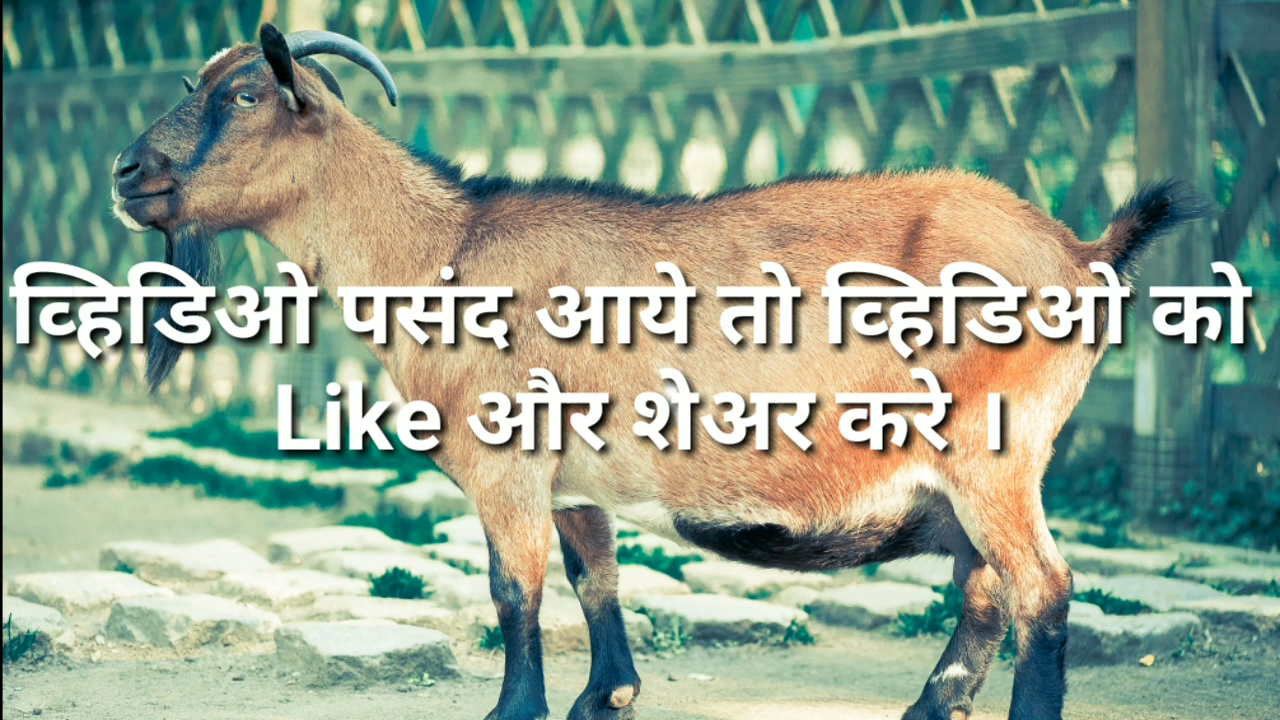 व्हिडिओ पसंद आये तो व्हिडिओ को
Like और शेअर करे ।